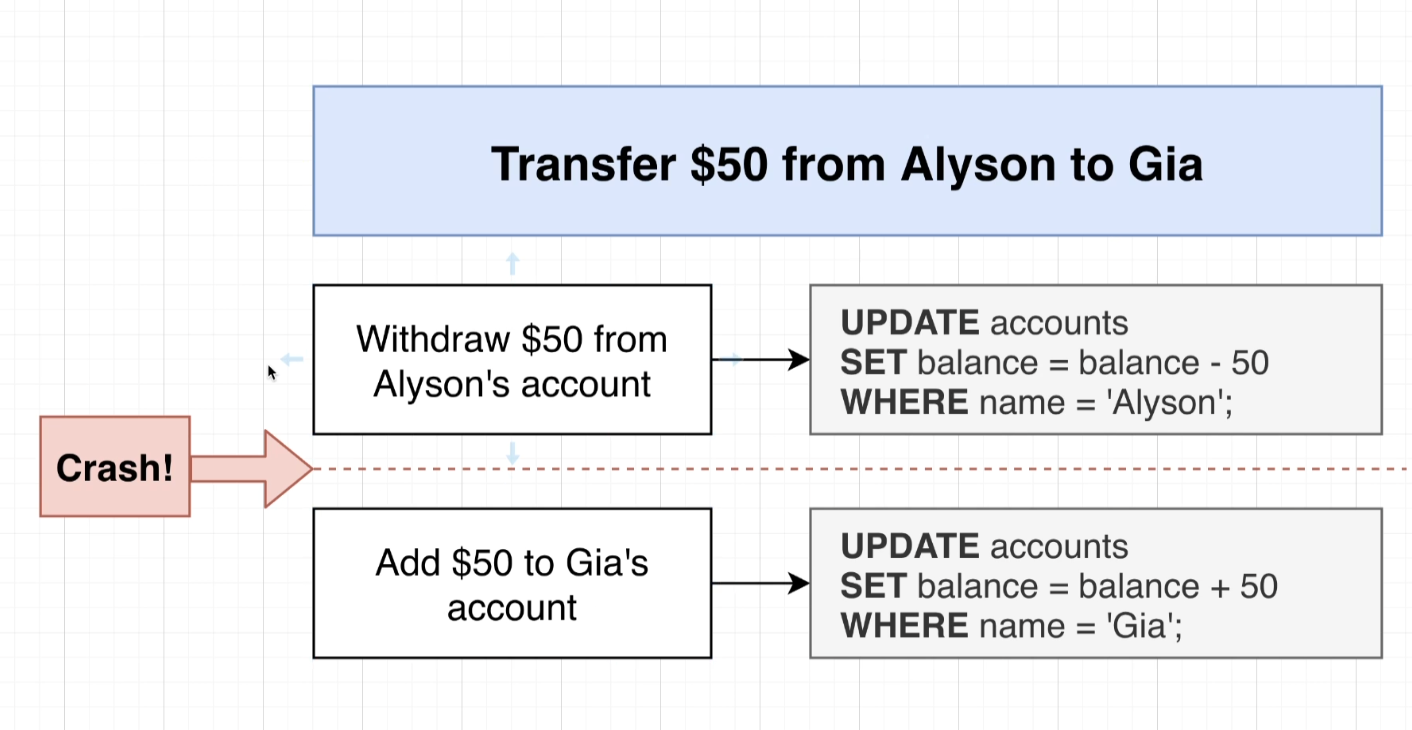 Transfer $50 from Alyson to Gia
Withdraw $50 from
Alyson's account
UPDATE accounts
SET balance = balance - 50
WHERE name = 'Alyson';
Crash!
Add $50 to Gia's
account
UPDATE accounts
SET balance = balance + 50
WHERE name = 'Gia';